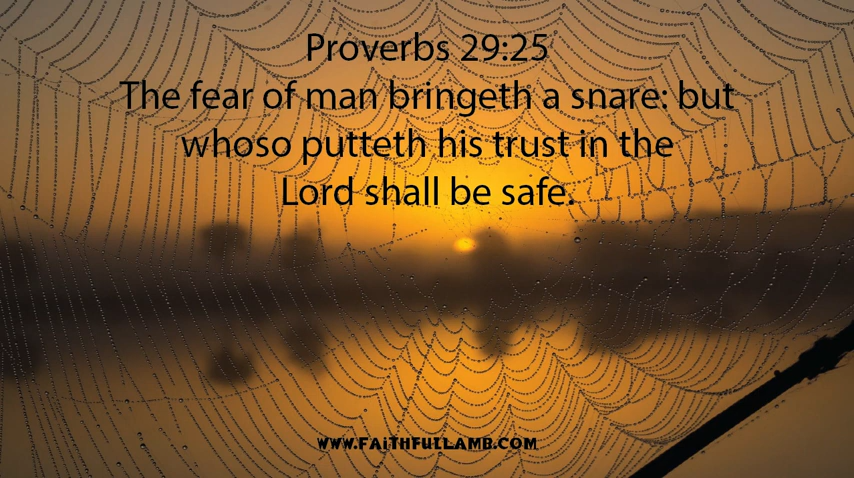 Proverbs 29:25
The fear of man bringeth a snare: but
whoso putteth his trust in the
Lord shall be safe.
www.FaithfulLamb.com